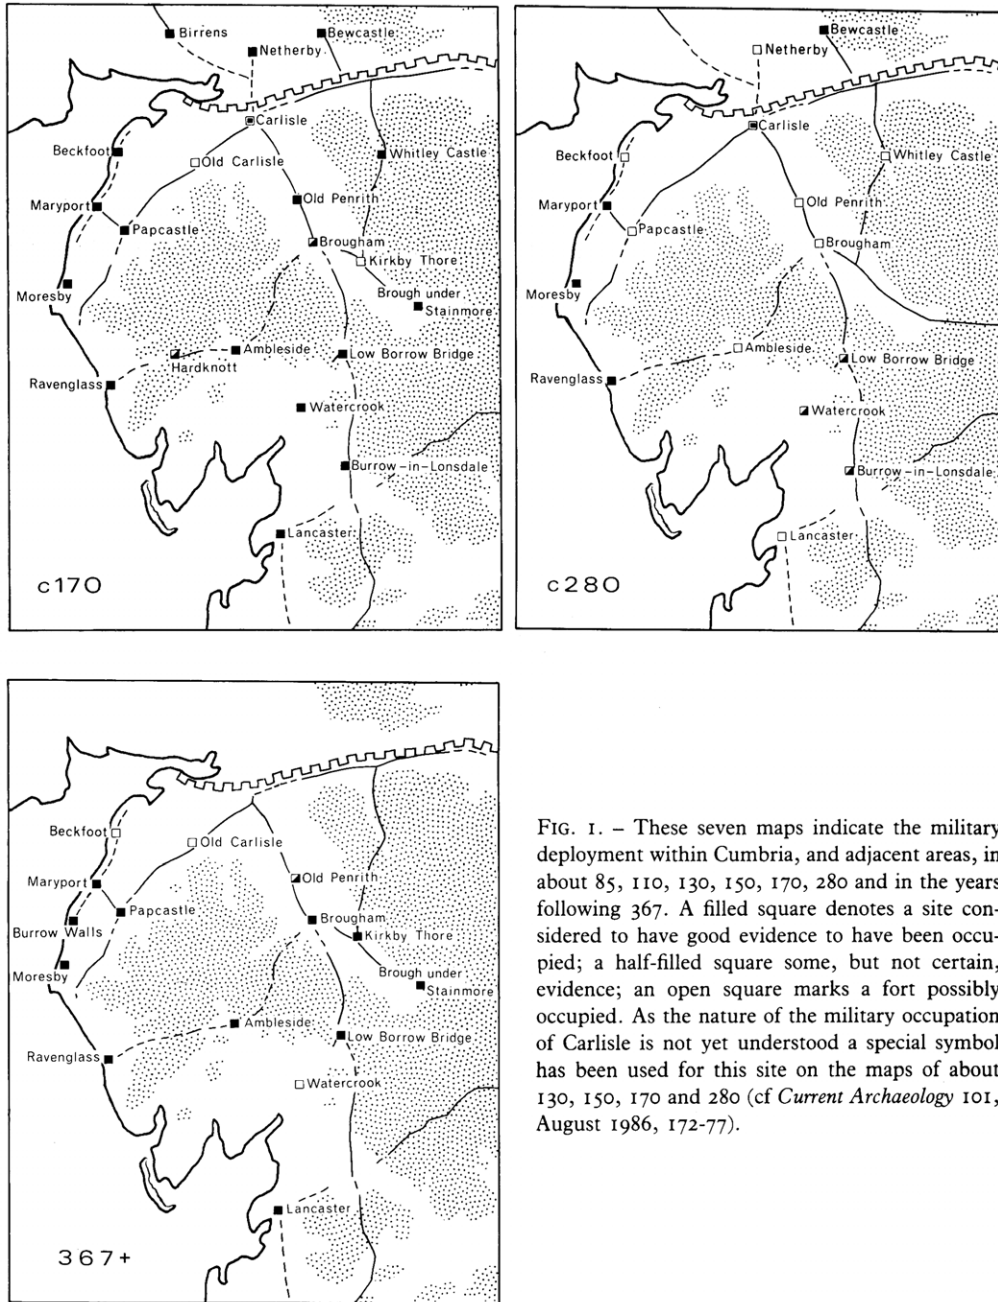 Birrens
Bewcastle
Netherby
Carlisle
Beckfoot
Old Carlisle
Whitley Castle
Maryport
Old Penrith
Papcastle
Brougham
Kirkby Thore
Moresby
Brough under
Stainmore
Hardknott
Ambleside
Low Borrow Bridge
Ravenglass
Watercrook
Burrow-in-Lonsdale
Lancaster
c170
Bewcastle
Netherby
Carlisle
Beckfoot
Whitley Castle
Maryport
Old Penrith
Papcastle
Brougham
Moresby
Ambleside
Low Borrow Bridge
Ravenglass
Watercrook
Burrow-in-Lonsdale
Lancaster
c280
Beckfoot
Old Carlisle
Maryport
Old Penrith
Papcastle
Brougham
Burrow Walls
Kirkby Thore
Moresby
Brough under
Stainmore
Ambleside
Low Borrow Bridge
Ravenglass
Watercrook
Lancaster
367+
FIG. 1. – These seven maps indicate the military
deployment within Cumbria, and adjacent areas, in
about 85, 110, 130, 150, 170, 280 and in the years
following 367. A filled square denotes a site con-
sidered to have good evidence to have been occu-
pied; a half-filled square some, but not certain,
evidence; an open square marks a fort possibly
occupied. As the nature of the military occupation
of Carlisle is not yet understood a special symbol
has been used for this site on the maps of about
130, 150, 170 and 280 (cf Current Archaeology 101,
August 1986, 172-77).